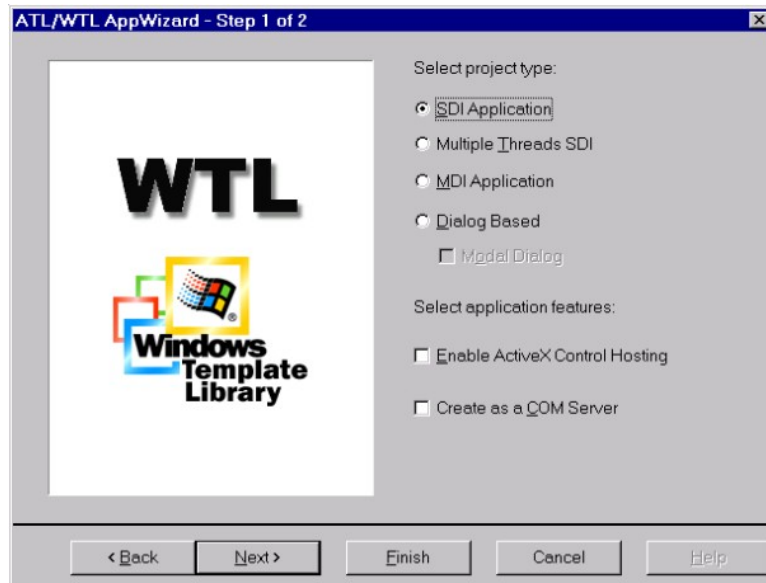 ATL/WTL AppWizard - Step 1 of 2
WTL
Windows
Template
Library
Select project type:
SDI Application
Multiple Threads SDI
MDI Application
Dialog Based
Modal Dialog
Select application features:
Enable ActiveX Control Hosting
Create as a COM Server
< Back
Next >
Finish
Cancel
Help